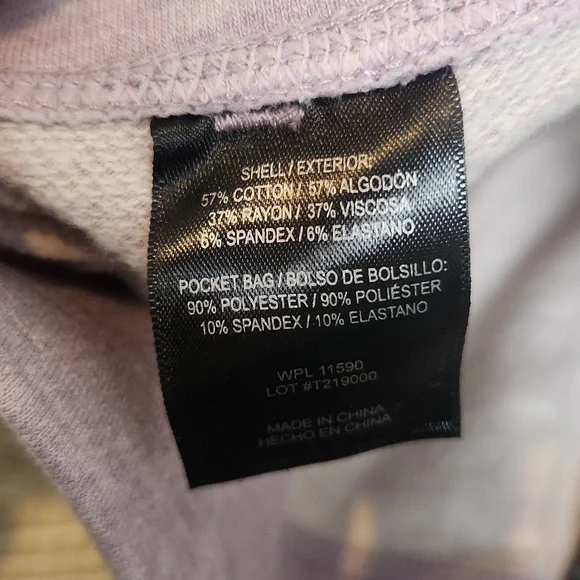 SHELL / EXTERIOR:
57% COTTON / 57% ALGODON
37% RAYON / 37% VISCOSA
6% SPANDEX / 6% ELASTANO
POCKET BAG / BOLSO DE BOLSILLO:
90% POLYESTER / 90% POLIÉSTER
10% SPANDEX / 10% ELASTANO
WPL 11590
LOT #T219000
MADE IN CHINA
HECHO EN CHINA